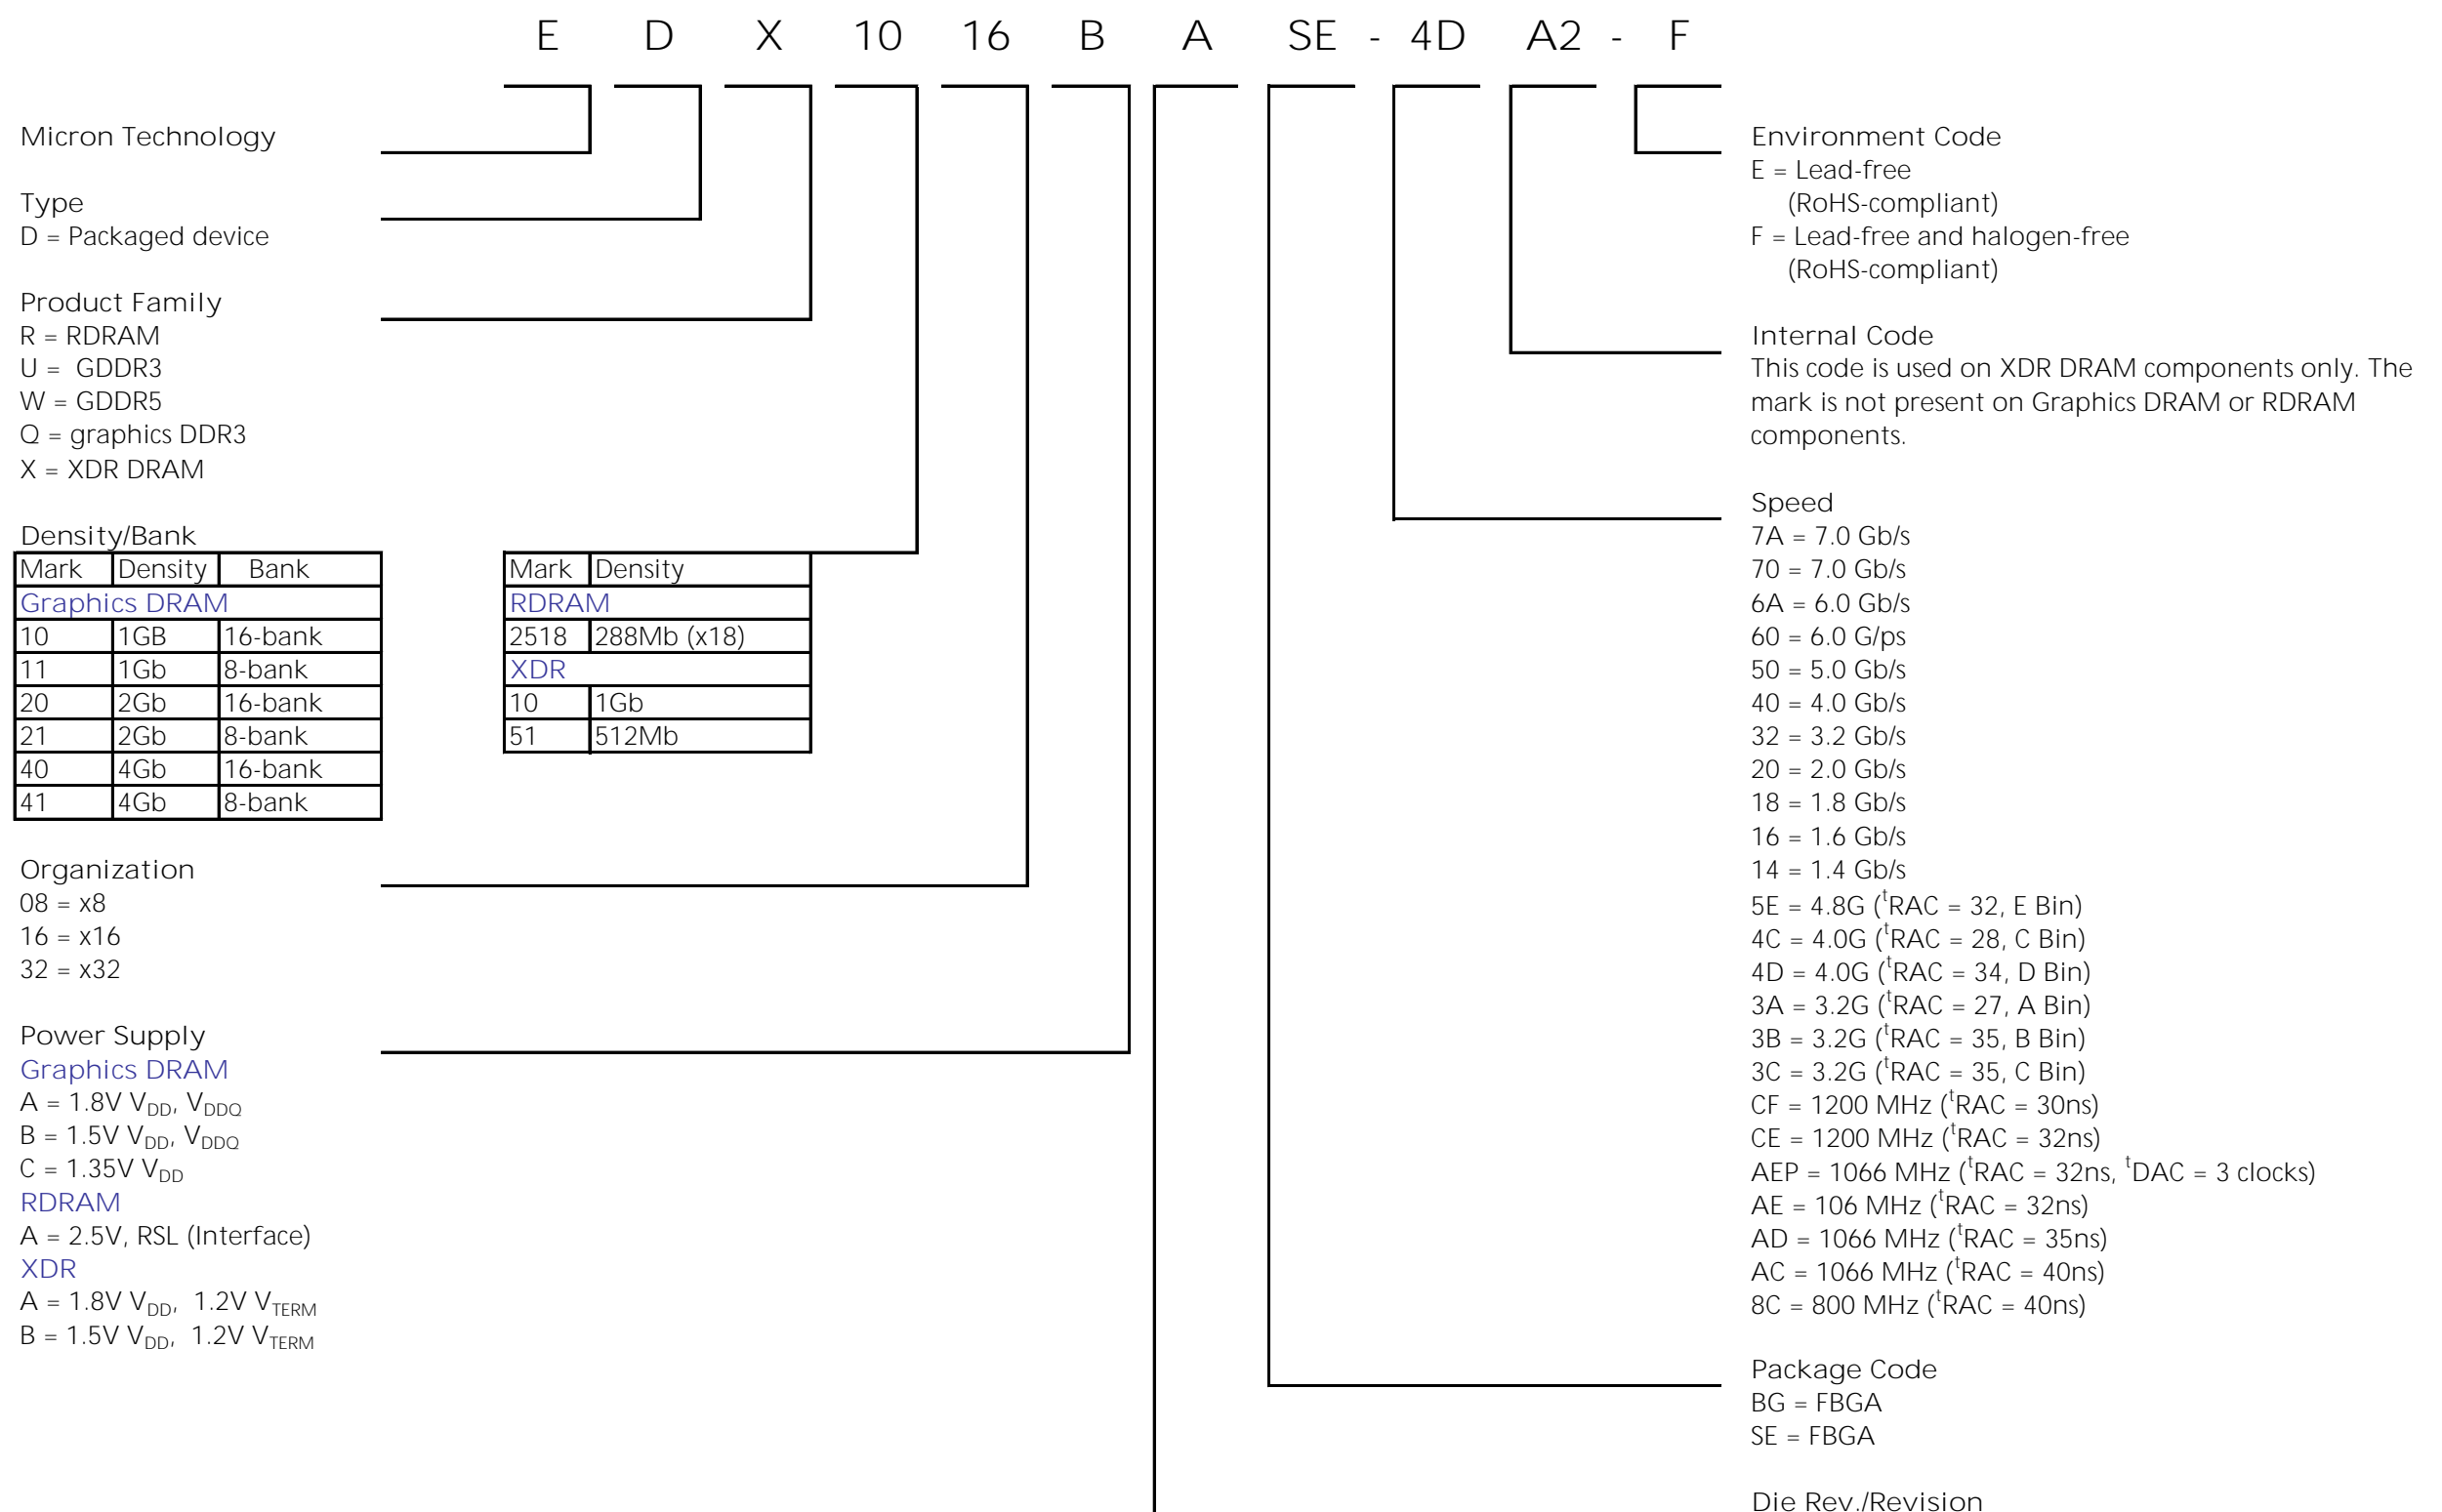 E D X 10 16 B A SE - 4D A2 - F
Micron Technology
Type
D = Packaged device
Product Family
R = RDRAM
U = GDDR3
W = GDDR5
Q = graphics DDR3
X = XDR DRAM
Density/Bank
Mark Density Bank
Graphics DRAM
10 1GB 16-bank
11 1Gb 8-bank
20 2Gb 16-bank
21 2Gb 8-bank
40 4Gb 16-bank
41 4Gb 8-bank
Mark Density
RDRAM
2518 288Mb (x18)
XDR
10 1Gb
51 512Mb
Organization
08 = x8
16 = x16
32 = x32
Power Supply
Graphics DRAM
A = 1.8V VDD, VDDQ
B = 1.5V VDD, VDDQ
C = 1.35V VDD
RDRAM
A = 2.5V, RSL (Interface)
XDR
A = 1.8V VDD, 1.2V VTERM
B = 1.5V VDD, 1.2V VTERM
Environment Code
E = Lead-free
(RoHS-compliant)
F = Lead-free and halogen-free
(RoHS-compliant)
Internal Code
This code is used on XDR DRAM components only. The
mark is not present on Graphics DRAM or RDRAM
components.
Speed
7A = 7.0 Gb/s
70 = 7.0 Gb/s
6A = 6.0 Gb/s
60 = 6.0 G/ps
50 = 5.0 Gb/s
40 = 4.0 Gb/s
32 = 3.2 Gb/s
20 = 2.0 Gb/s
18 = 1.8 Gb/s
16 = 1.6 Gb/s
14 = 1.4 Gb/s
5E = 4.8G (tRAC = 32, E Bin)
4C = 4.0G (tRAC = 28, C Bin)
4D = 4.0G (tRAC = 34, D Bin)
3A = 3.2G (tRAC = 27, A Bin)
3B = 3.2G (tRAC = 35, B Bin)
3C = 3.2G (tRAC = 35, C Bin)
CF = 1200 MHz (tRAC = 30ns)
CE = 1200 MHz (tRAC = 32ns)
AEP = 1066 MHz (tRAC = 32ns, tDAC = 3 clocks)
AE = 106 MHz (tRAC = 32ns)
AD = 1066 MHz (tRAC = 35ns)
AC = 1066 MHz (tRAC = 40ns)
8C = 800 MHz (tRAC = 40ns)
Package Code
BG = FBGA
SE = FBGA
Die Rev./Revision